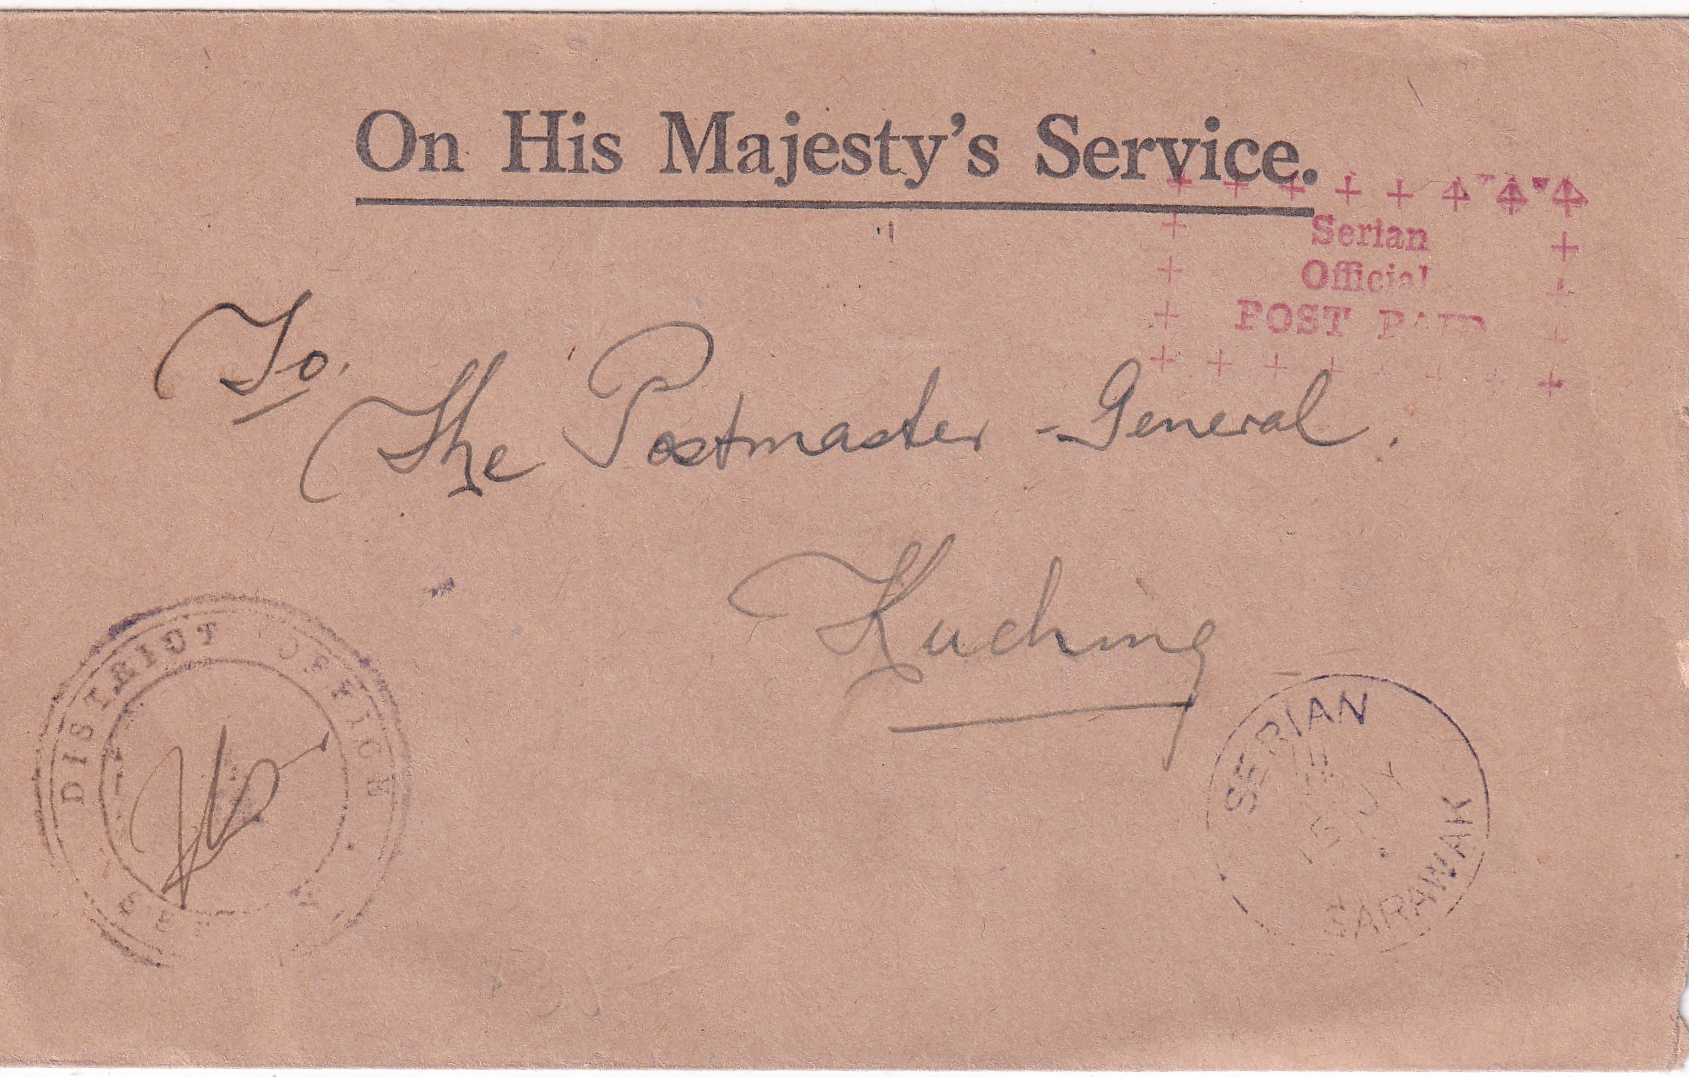 On His Majesty's Service.
Serian
Official
POST PAID
To.
The Postmaster-General.
Kuching
DISTRICT OFFICE
SERIAN
SARAWAK